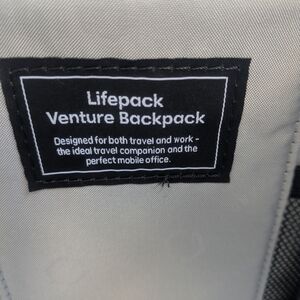 Lifepack
Venture Backpack
Designed for both travel and work -
the ideal travel companion and the
perfect mobile office.